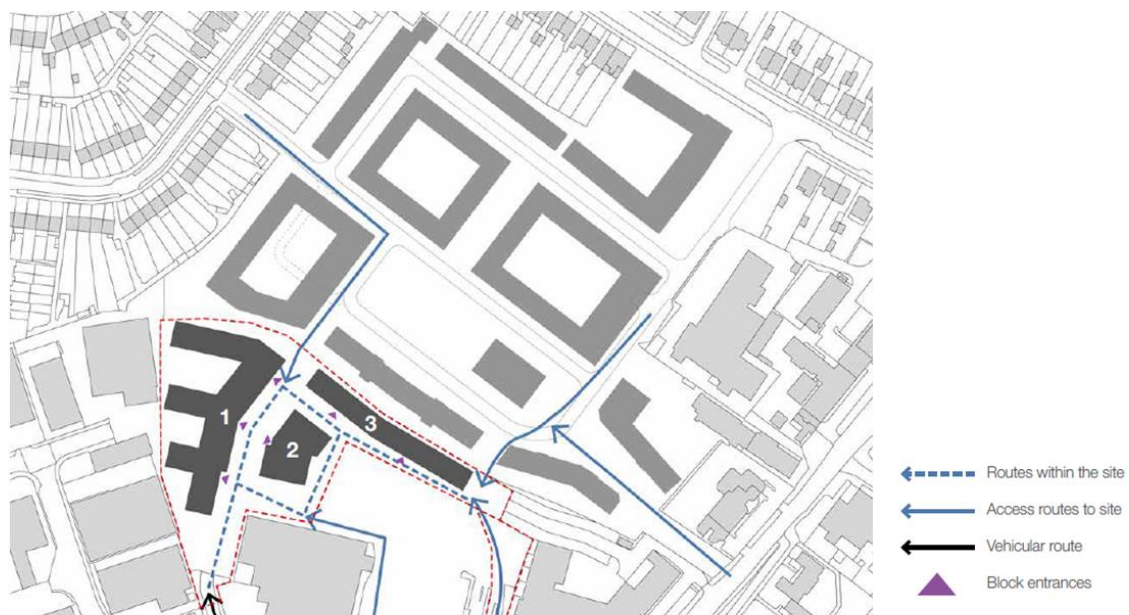 1
2
3
Routes within the site
Access routes to site
Vehicular route
Block entrances